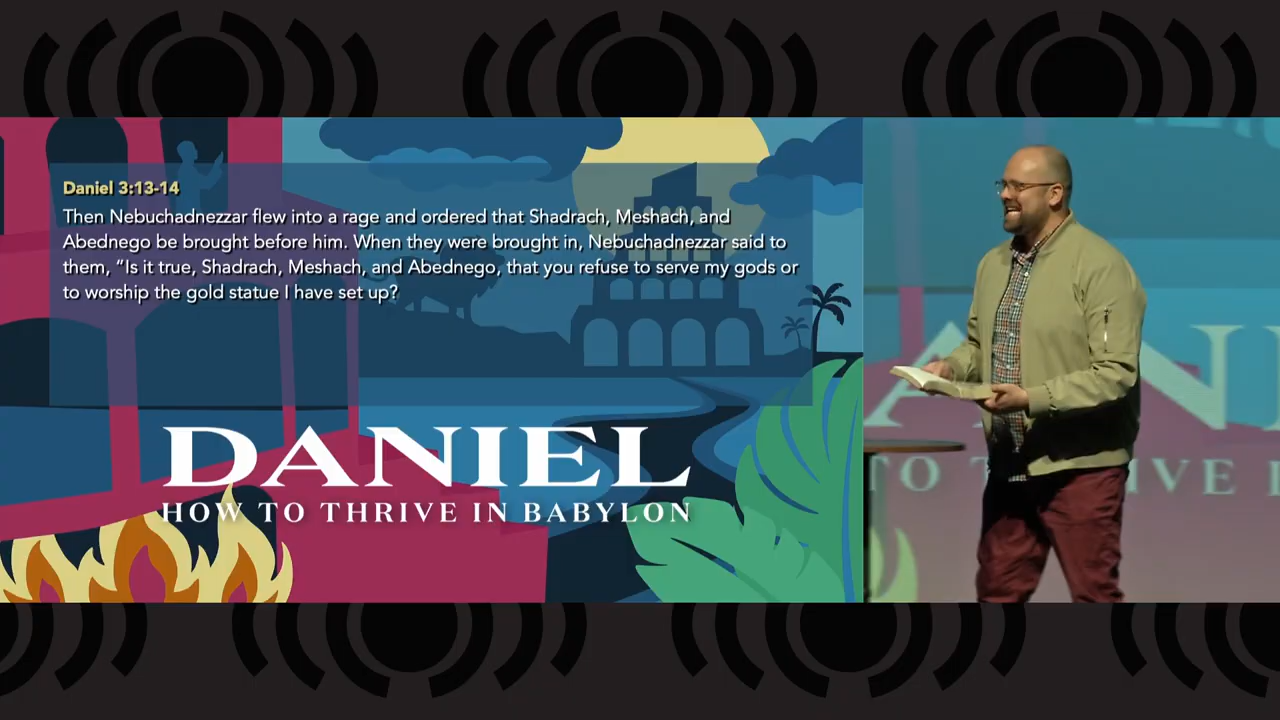 Daniel 3:13-14
Then Nebuchadnezzar flew into a rage and ordered that Shadrach, Meshach, and
Abednego be brought before him. When they were brought in, Nebuchadnezzar said to
them, “Is it true, Shadrach, Meshach, and Abednego, that you refuse to serve my gods or
to worship the gold statue I have set up?
DANIEL
HOW TO THRIVE IN BABYLON
ANI
TO T IVE